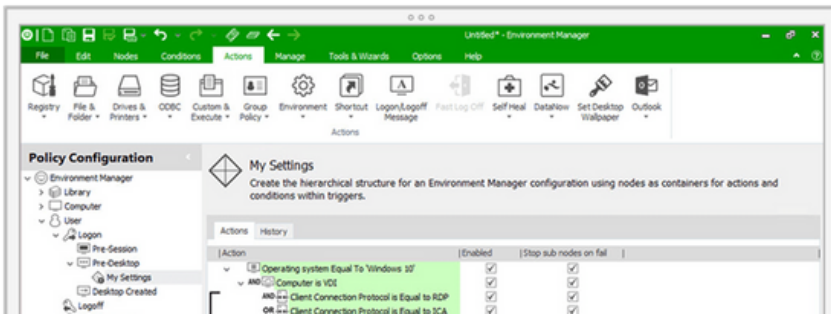 Untitled* - Environment Manager
File Edit Nodes Conditions Actions Manage Tools & Wizards Options Help
Registry File & Folder Drives & Printers ODBC Custom & Execute Group Policy Environment Shortcut Logon/Logoff Message Fast Log Off Self Heal DataNow Set Desktop Wallpaper Outlook
Actions
Policy Configuration
Environment Manager
Library
Computer
User
Logon
Pre-Session
Pre-Desktop
My Settings
Desktop Created
Logoff
My Settings
Create the hierarchical structure for an Environment Manager configuration using nodes as containers for actions and
conditions within triggers.
Actions History
Action Enabled Stop sub nodes on fail
Operating system Equal To 'Windows 10'
AND Computer is VDI
AND Client Connection Protocol is Equal to RDP
OR Client Connection Protocol is Equal to ICA